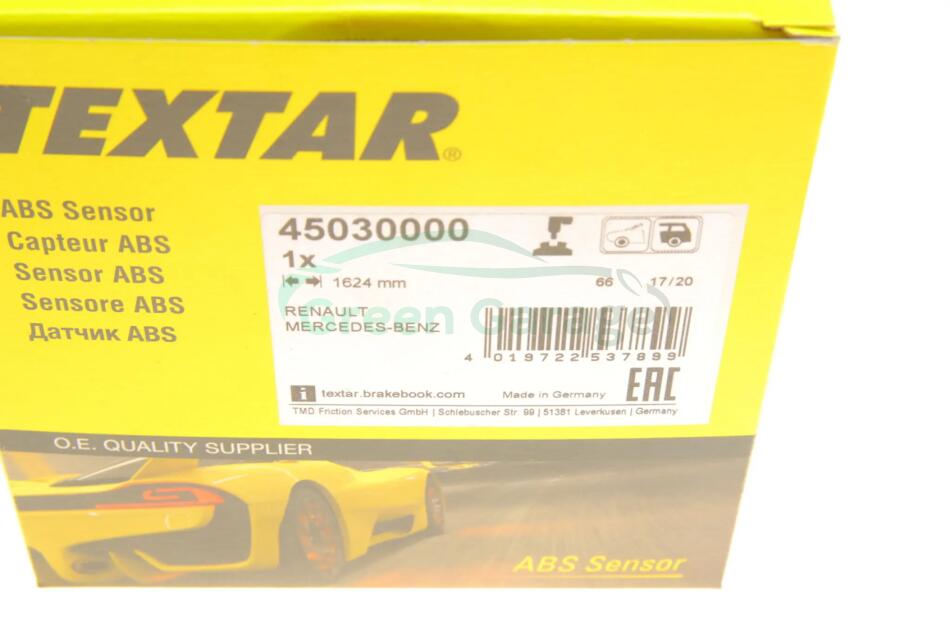 TEXTAR®
ABS Sensor
Capteur ABS
Sensor ABS
Sensore ABS
Датчик ABS
45030000
1x
1624 mm 66 17/20
RENAULT
MERCEDES-BENZ
Green Garage
4 019722 537899
i textar.brakebook.com Made in Germany EAC
TMD Friction Services GmbH | Schlebuscher Str. 99 | 51381 Leverkusen | Germany
O.E. QUALITY SUPPLIER
ABS Sensor